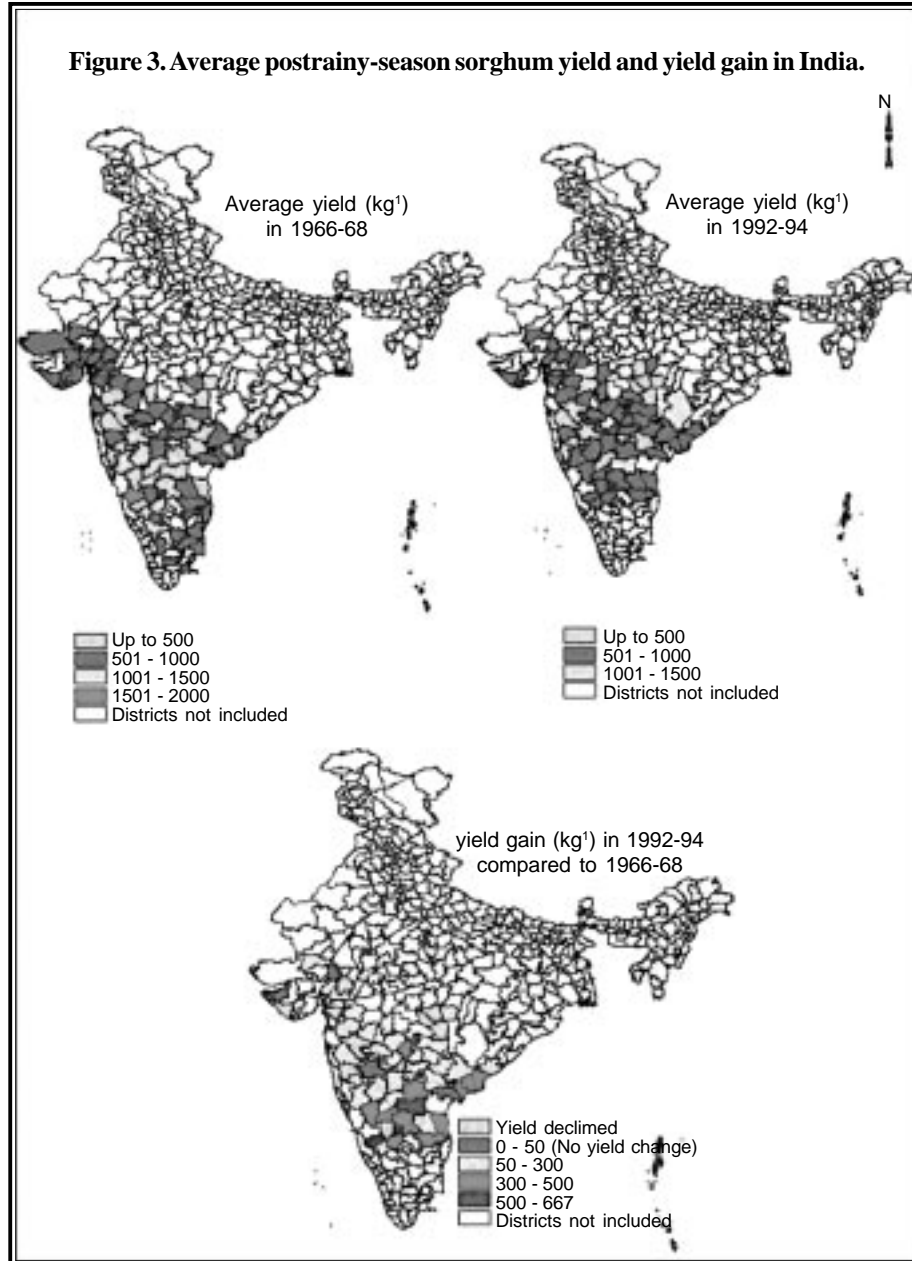 Figure 3. Average postrainy-season sorghum yield and yield gain in India.
N
Average yield (kg¹)
in 1966-68
Average yield (kg¹)
in 1992-94
Up to 500
501 - 1000
1001 - 1500
1501 - 2000
Districts not included
Up to 500
501 - 1000
1001 - 1500
Districts not included
yield gain (kg¹) in 1992-94
compared to 1966-68
Yield declimed
0 - 50 (No yield change)
50 - 300
300 - 500
500 - 667
Districts not included